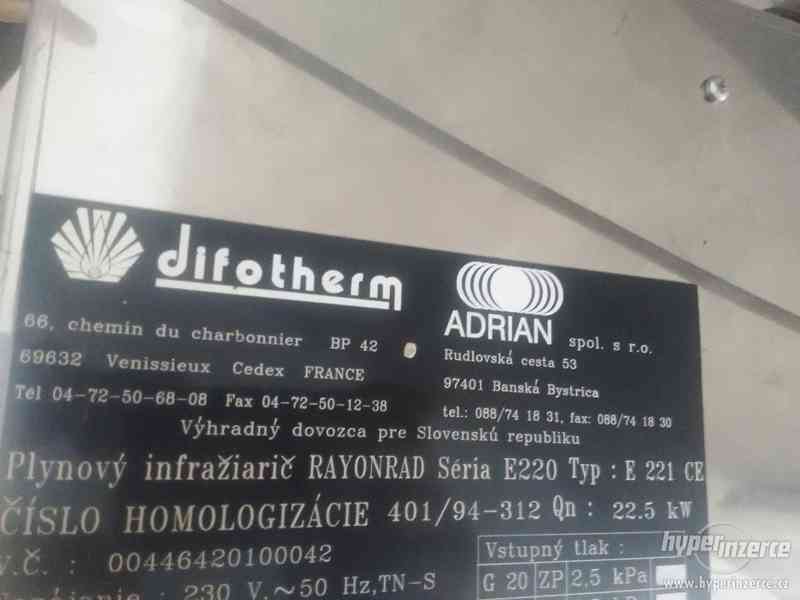 difotherm
66, chemin du charbonnier BP 42
69632 Venissieux Cedex FRANCE
Tél 04-72-50-68-08 Fax 04-72-50-12-38
ADRIAN spol. s r.o.
Rudlovská cesta 53
97401 Banská Bystrica
tel.: 088/74 18 31, fax: 088/74 18 30
Výhradný dovozca pre Slovenskú republiku
Plynový infražiarič RAYONRAD Séria E220 Typ : E 221 CE
ČÍSLO HOMOLOGIZÁCIE 401/94-312 Qn : 22.5 kW
V.Č. : 00446420100042
: 230 V.~50 Hz,TN-S
Vstupný tlak :
G 20 ZP 2,5 kPa
hyperinzerce
www.hyperinzerce.cz